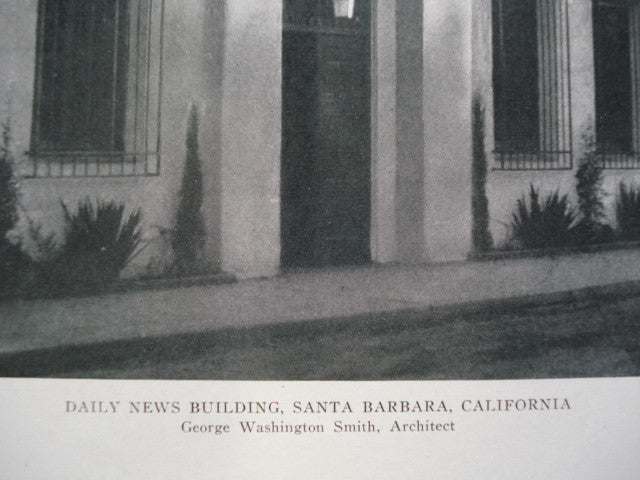 DAILY NEWS BUILDING, SANTA BARBARA, CALIFORNIA
George Washington Smith, Architect